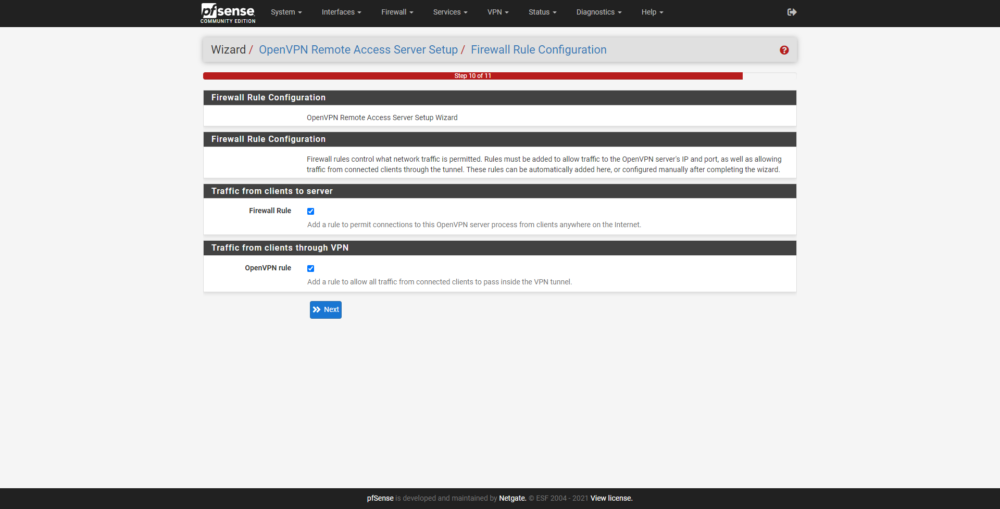 pfsense
COMMUNITY EDITION
System
Interfaces
Firewall
Services
VPN
Status
Diagnostics
Help
Wizard / OpenVPN Remote Access Server Setup / Firewall Rule Configuration
Step 10 of 11
Firewall Rule Configuration
OpenVPN Remote Access Server Setup Wizard
Firewall Rule Configuration
Firewall rules control what network traffic is permitted. Rules must be added to allow traffic to the OpenVPN server's IP and port, as well as allowing
traffic from connected clients through the tunnel. These rules can be automatically added here, or configured manually after completing the wizard.
Traffic from clients to server
Firewall Rule
Add a rule to permit connections to this OpenVPN server process from clients anywhere on the Internet.
Traffic from clients through VPN
OpenVPN rule
Add a rule to allow all traffic from connected clients to pass inside the VPN tunnel.
Next
pfSense is developed and maintained by Netgate. © ESF 2004 - 2021 View license.